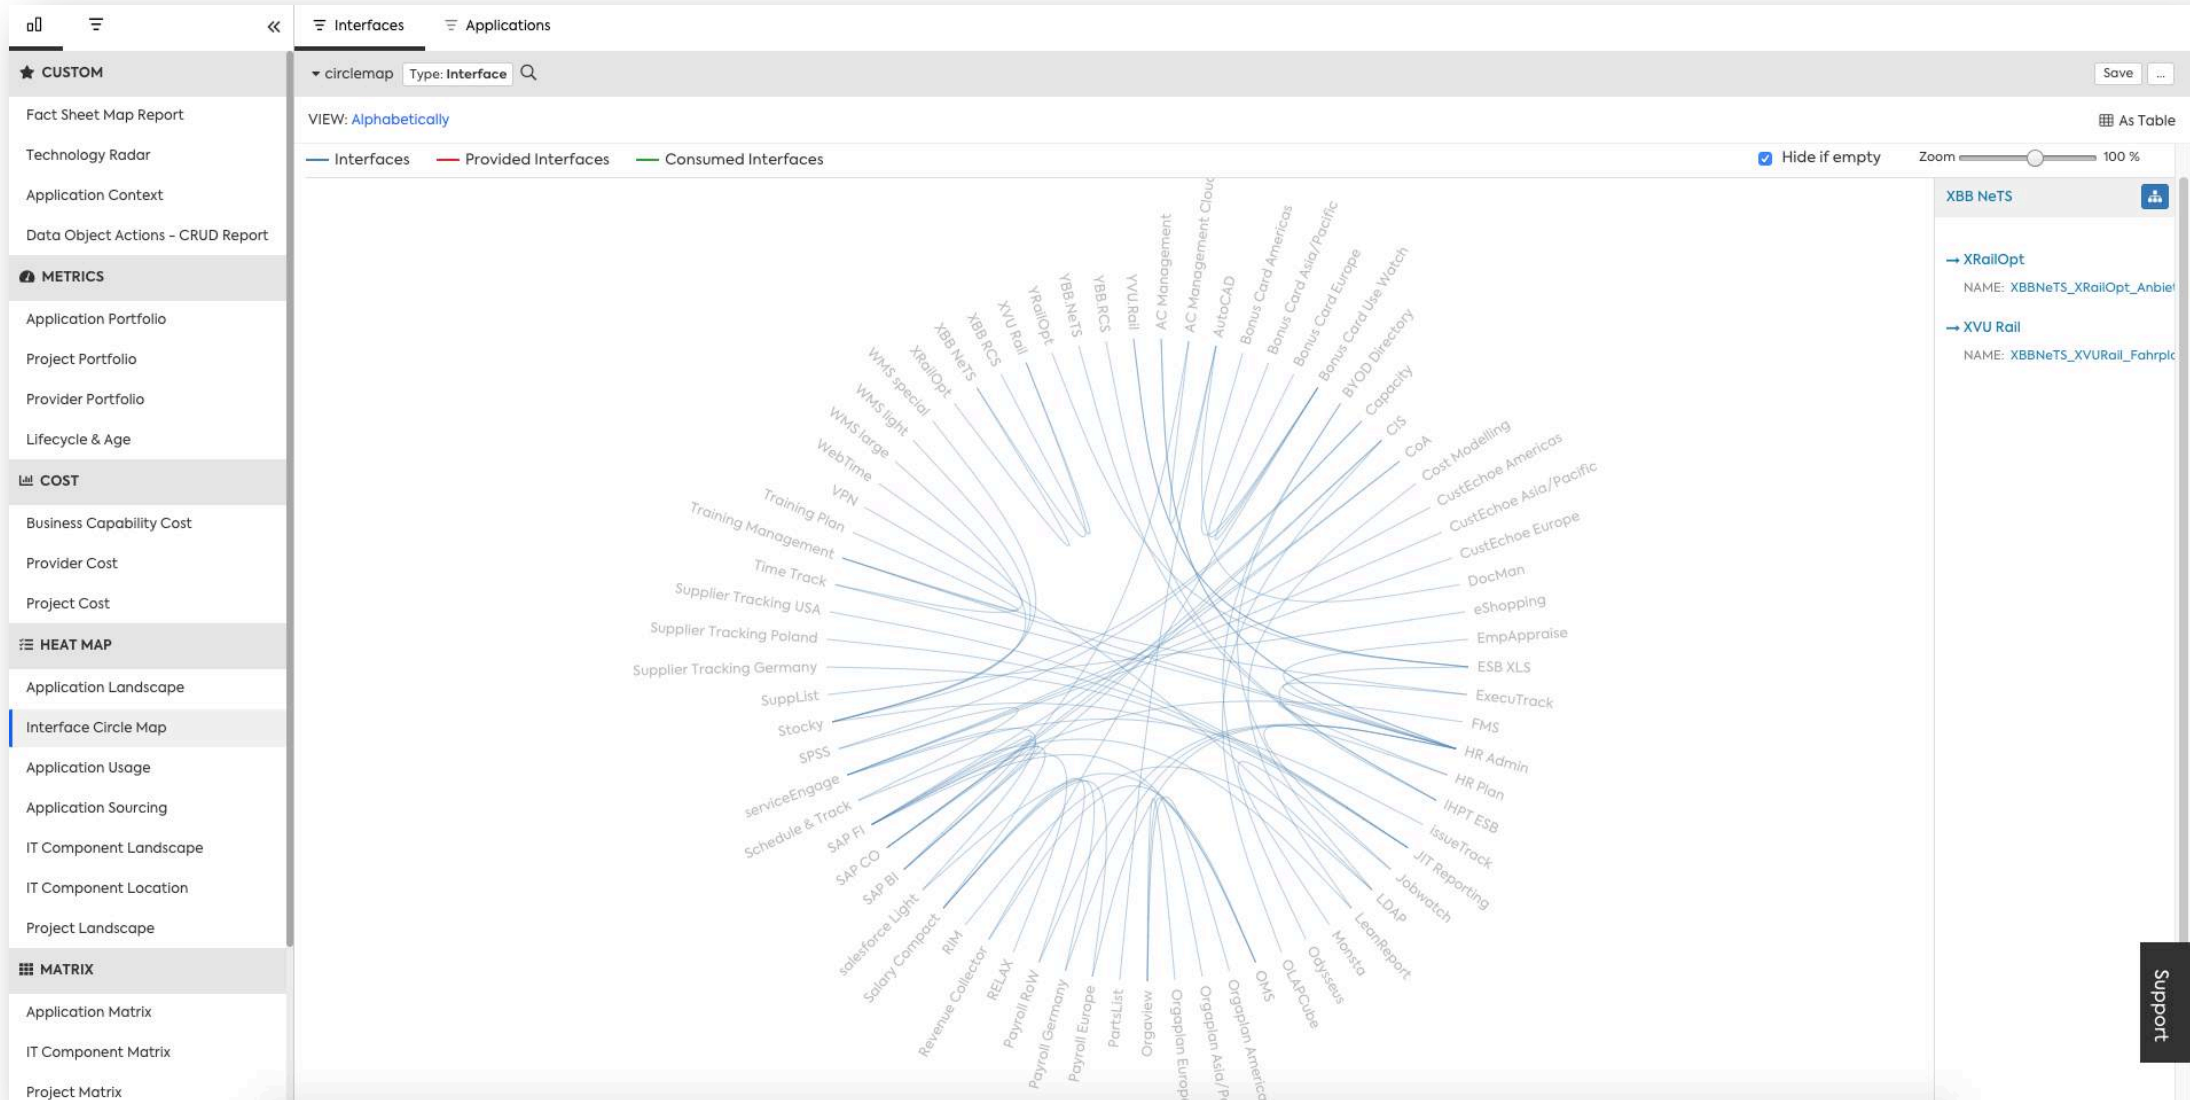 Interfaces
Applications
CUSTOM
Fact Sheet Map Report
Technology Radar
Application Context
Data Object Actions - CRUD Report
METRICS
Application Portfolio
Project Portfolio
Provider Portfolio
Lifecycle & Age
COST
Business Capability Cost
Provider Cost
Project Cost
HEAT MAP
Application Landscape
Interface Circle Map
Application Usage
Application Sourcing
IT Component Landscape
IT Component Location
Project Landscape
MATRIX
Application Matrix
IT Component Matrix
Project Matrix
circlemap
Type: Interface
Save
...
VIEW: Alphabetically
As Table
Interfaces
Provided Interfaces
Consumed Interfaces
Hide if empty
Zoom
100 %
AC Management
AC Management Cloud
AutoCAD
Bonus Card Americas
Bonus Card Asia/Pacific
Bonus Card Europe
Bonus Card Use Watch
BYOD Directory
Capacity
CIS
CoA
Cost Modelling
CustEchoe Americas
CustEchoe Asia/Pacific
CustEchoe Europe
DocMan
eShopping
EmpAppraise
ESB XLS
ExecuTrack
FMS
HR Admin
HR Plan
IHPT ESB
issueTrack
JIT Reporting
Jobwatch
LDAP
LeanReport
Monsta
Odysseus
OLAPCube
OMS
Orgaplan America
Orgaplan Asia/P
Orgaplan Europ
Orgaview
PartsList
Payroll Europe
Payroll Germany
Payroll RoW
RELAX
Revenue Collector
RIM
Salary Compact
salesforce Light
SAP BI
SAP CO
SAP FI
Schedule & Track
serviceEngage
SPSS
Stocky
SuppList
Supplier Tracking Germany
Supplier Tracking Poland
Supplier Tracking USA
Time Track
Training Management
Training Plan
VPN
WebTime
WMS large
WMS light
WMS special
XRailOpt
XBB NeTS
XBB RCS
XVU Rail
YRailOpt
YBB.NeTS
YBB.RCS
YVU.Rail
XBB NeTS
XRailOpt
NAME: XBBNeTS_XRailOpt_Anbiet
XVU Rail
NAME: XBBNeTS_XVURail_Fahrpla
Support